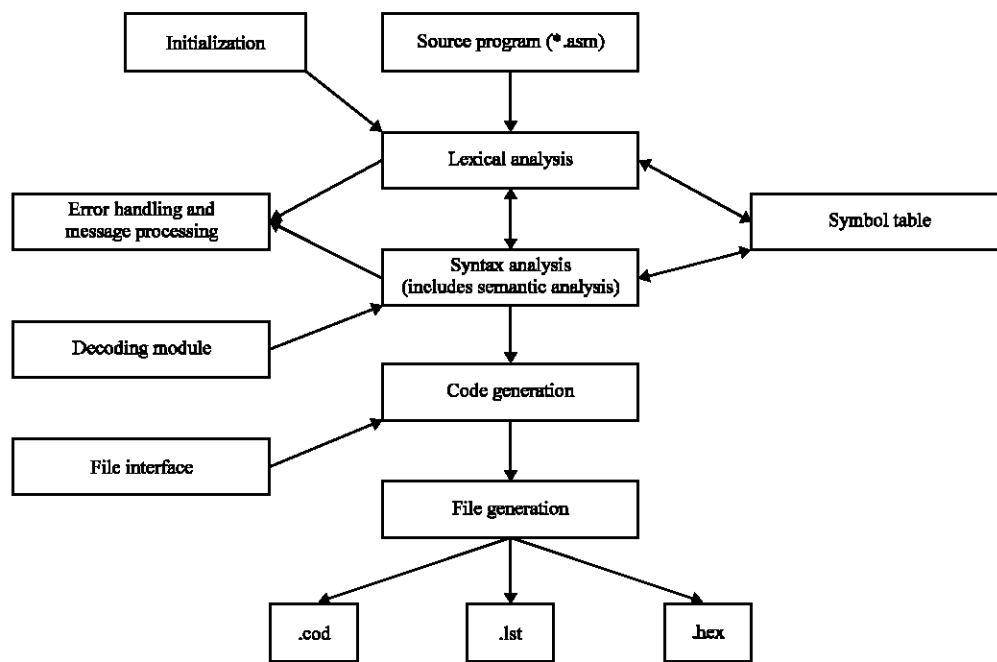 Initialization
Source program (*.asm)
Lexical analysis
Error handling and
message processing
Symbol table
Syntax analysis
(includes semantic analysis)
Decoding module
Code generation
File interface
File generation
.cod
.lst
.hex